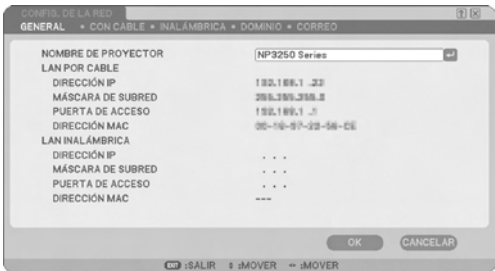 CONFIG. DE LA RED
GENERAL • CON CABLE • INALÁMBRICA • DOMINIO • CORREO
NOMBRE DE PROYECTOR NP3250 Series
LAN POR CABLE
DIRECCIÓN IP
MÁSCARA DE SUBRED
PUERTA DE ACCESO
DIRECCIÓN MAC
LAN INALÁMBRICA
DIRECCIÓN IP . . .
MÁSCARA DE SUBRED . . .
PUERTA DE ACCESO . . .
DIRECCIÓN MAC ---
OK CANCELAR
EXIT :SALIR :MOVER :MOVER